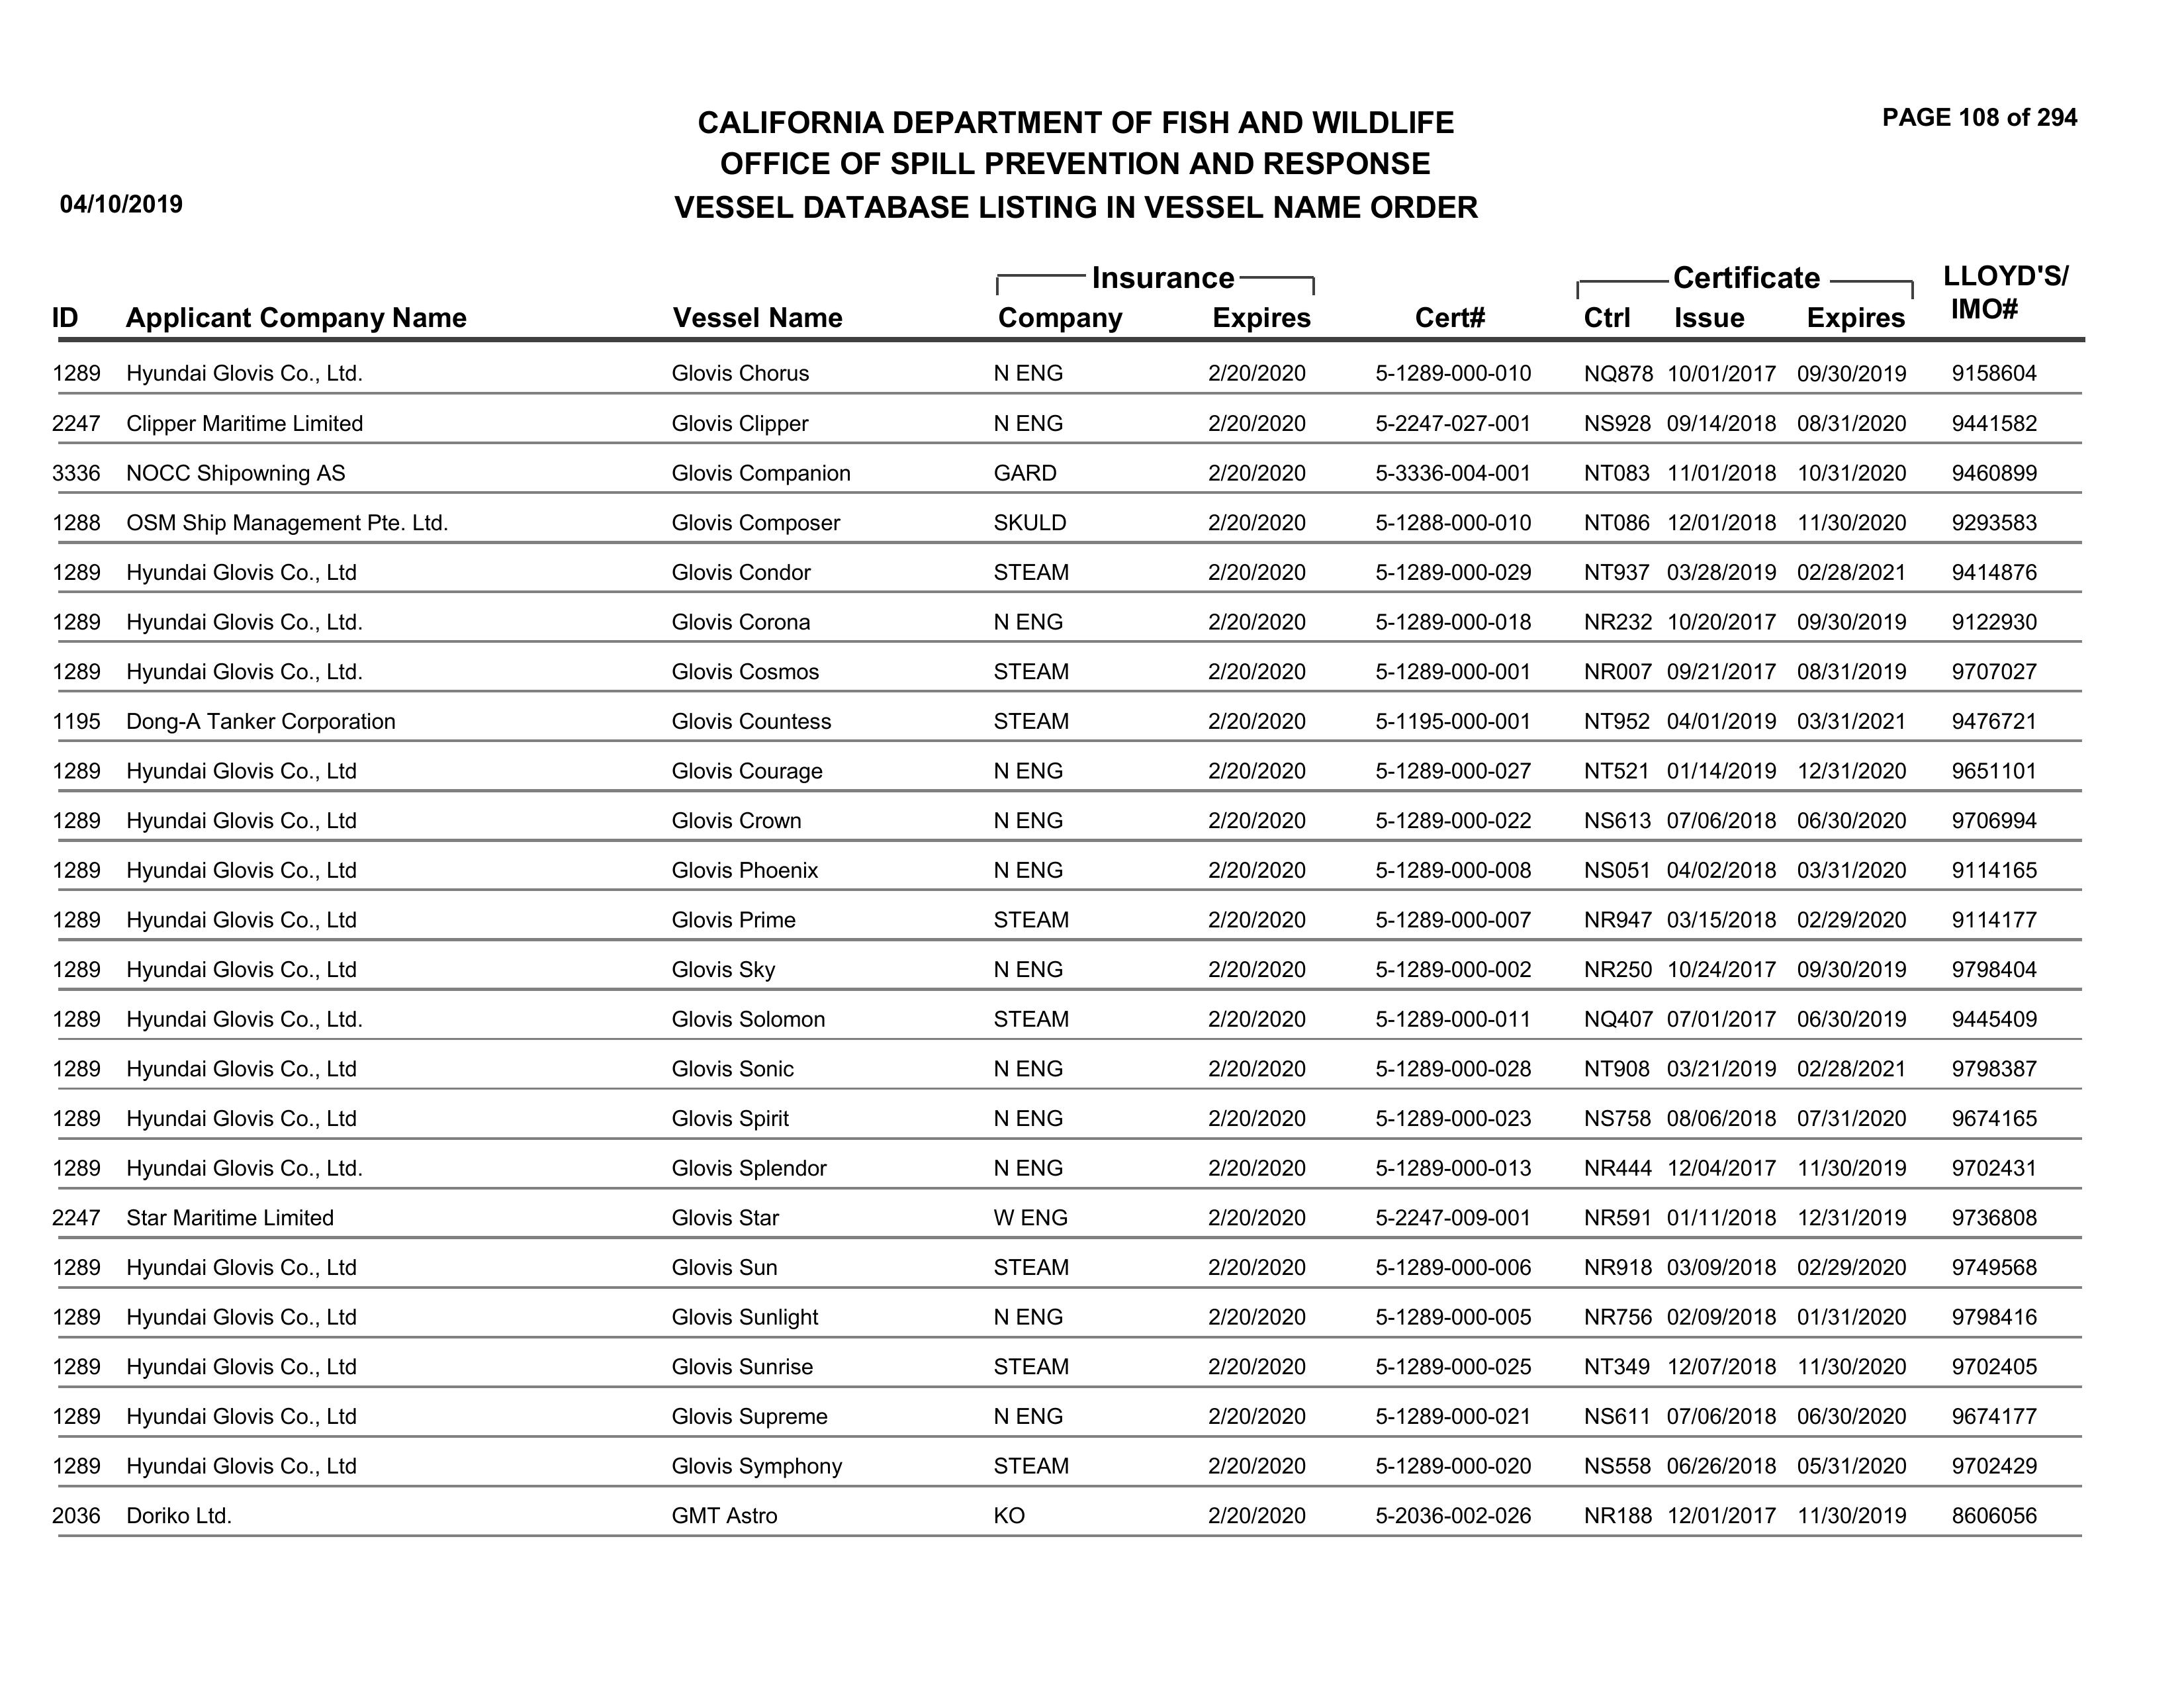 CALIFORNIA DEPARTMENT OF FISH AND WILDLIFE PAGE 108 of 294
OFFICE OF SPILL PREVENTION AND RESPONSE
04/10/2019 VESSEL DATABASE LISTING IN VESSEL NAME ORDER
Insurance Certificate LLOYD'S/
ID Applicant Company Name Vessel Name Company Expires Cert# Ctrl Issue Expires IMO#
1289 Hyundai Glovis Co., Ltd. Glovis Chorus N ENG 2/20/2020 5-1289-000-010 NQ878 10/01/2017 09/30/2019 9158604
2247 Clipper Maritime Limited Glovis Clipper N ENG 2/20/2020 5-2247-027-001 NS928 09/14/2018 08/31/2020 9441582
3336 NOCC Shipowning AS Glovis Companion GARD 2/20/2020 5-3336-004-001 NT083 11/01/2018 10/31/2020 9460899
1288 OSM Ship Management Pte. Ltd. Glovis Composer SKULD 2/20/2020 5-1288-000-010 NT086 12/01/2018 11/30/2020 9293583
1289 Hyundai Glovis Co., Ltd Glovis Condor STEAM 2/20/2020 5-1289-000-029 NT937 03/28/2019 02/28/2021 9414876
1289 Hyundai Glovis Co., Ltd. Glovis Corona N ENG 2/20/2020 5-1289-000-018 NR232 10/20/2017 09/30/2019 9122930
1289 Hyundai Glovis Co., Ltd. Glovis Cosmos STEAM 2/20/2020 5-1289-000-001 NR007 09/21/2017 08/31/2019 9707027
1195 Dong-A Tanker Corporation Glovis Countess STEAM 2/20/2020 5-1195-000-001 NT952 04/01/2019 03/31/2021 9476721
1289 Hyundai Glovis Co., Ltd Glovis Courage N ENG 2/20/2020 5-1289-000-027 NT521 01/14/2019 12/31/2020 9651101
1289 Hyundai Glovis Co., Ltd Glovis Crown N ENG 2/20/2020 5-1289-000-022 NS613 07/06/2018 06/30/2020 9706994
1289 Hyundai Glovis Co., Ltd Glovis Phoenix N ENG 2/20/2020 5-1289-000-008 NS051 04/02/2018 03/31/2020 9114165
1289 Hyundai Glovis Co., Ltd Glovis Prime STEAM 2/20/2020 5-1289-000-007 NR947 03/15/2018 02/29/2020 9114177
1289 Hyundai Glovis Co., Ltd Glovis Sky N ENG 2/20/2020 5-1289-000-002 NR250 10/24/2017 09/30/2019 9798404
1289 Hyundai Glovis Co., Ltd. Glovis Solomon STEAM 2/20/2020 5-1289-000-011 NQ407 07/01/2017 06/30/2019 9445409
1289 Hyundai Glovis Co., Ltd Glovis Sonic N ENG 2/20/2020 5-1289-000-028 NT908 03/21/2019 02/28/2021 9798387
1289 Hyundai Glovis Co., Ltd Glovis Spirit N ENG 2/20/2020 5-1289-000-023 NS758 08/06/2018 07/31/2020 9674165
1289 Hyundai Glovis Co., Ltd. Glovis Splendor N ENG 2/20/2020 5-1289-000-013 NR444 12/04/2017 11/30/2019 9702431
2247 Star Maritime Limited Glovis Star W ENG 2/20/2020 5-2247-009-001 NR591 01/11/2018 12/31/2019 9736808
1289 Hyundai Glovis Co., Ltd Glovis Sun STEAM 2/20/2020 5-1289-000-006 NR918 03/09/2018 02/29/2020 9749568
1289 Hyundai Glovis Co., Ltd Glovis Sunlight N ENG 2/20/2020 5-1289-000-005 NR756 02/09/2018 01/31/2020 9798416
1289 Hyundai Glovis Co., Ltd Glovis Sunrise STEAM 2/20/2020 5-1289-000-025 NT349 12/07/2018 11/30/2020 9702405
1289 Hyundai Glovis Co., Ltd Glovis Supreme N ENG 2/20/2020 5-1289-000-021 NS611 07/06/2018 06/30/2020 9674177
1289 Hyundai Glovis Co., Ltd Glovis Symphony STEAM 2/20/2020 5-1289-000-020 NS558 06/26/2018 05/31/2020 9702429
2036 Doriko Ltd. GMT Astro KO 2/20/2020 5-2036-002-026 NR188 12/01/2017 11/30/2019 8606056